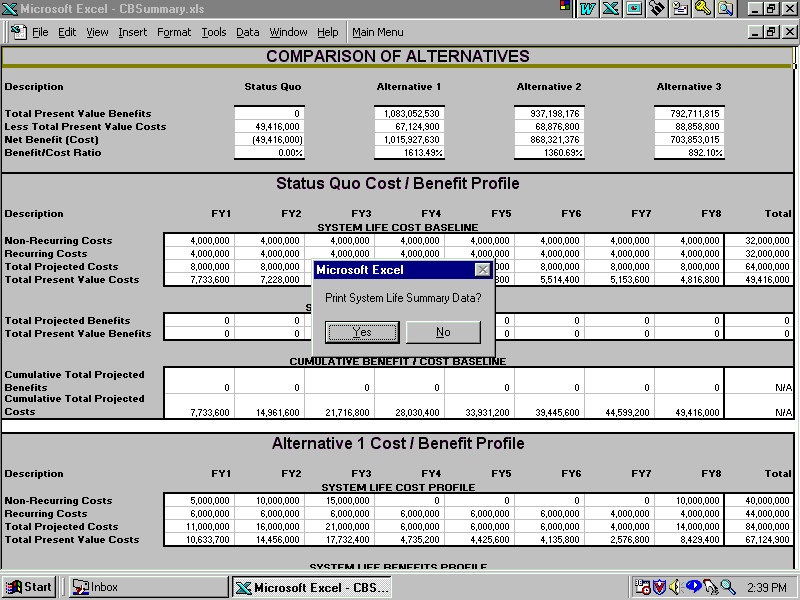 Microsoft Excel - CBSummary.xls
File Edit View Insert Format Tools Data Window Help Main Menu
COMPARISON OF ALTERNATIVES
Description Status Quo Alternative 1 Alternative 2 Alternative 3
Total Present Value Benefits 0 1,083,052,530 937,198,176 792,711,815
Less Total Present Value Costs 49,416,000 67,124,900 68,876,800 88,858,800
Net Benefit (Cost) (49,416,000) 1,015,927,630 868,321,376 703,853,015
Benefit/Cost Ratio 0.00% 1613.49% 1360.69% 892.10%
Status Quo Cost / Benefit Profile
Description FY1 FY2 FY3 FY4 FY5 FY6 FY7 FY8 Total
SYSTEM LIFE COST BASELINE
Non-Recurring Costs 4,000,000 4,000,000 4,000,000 4,000,000 4,000,000 4,000,000 4,000,000 4,000,000 32,000,000
Recurring Costs 4,000,000 4,000,000 4,000,000 4,000,000 4,000,000 4,000,000 4,000,000 4,000,000 32,000,000
Total Projected Costs 8,000,000 8,000,000 000 8,000,000 8,000,000 8,000,000 64,000,000
Total Present Value Costs 7,733,600 7,228,000 800 5,514,400 5,153,600 4,816,800 49,416,000
Microsoft Excel
Print System Life Summary Data?
Yes No
S
Total Projected Benefits 0 0 0 0 0 0 0
Total Present Value Benefits 0 0 0 0 0 0 0
CUMULATIVE BENEFIT / COST BASELINE
Cumulative Total Projected
Benefits 0 0 0 0 0 0 0 0 N/A
Cumulative Total Projected
Costs 7,733,600 14,961,600 21,716,800 28,030,400 33,931,200 39,445,600 44,599,200 49,416,000 N/A
Alternative 1 Cost / Benefit Profile
Description FY1 FY2 FY3 FY4 FY5 FY6 FY7 FY8 Total
SYSTEM LIFE COST PROFILE
Non-Recurring Costs 5,000,000 10,000,000 15,000,000 0 0 0 0 10,000,000 40,000,000
Recurring Costs 6,000,000 6,000,000 6,000,000 6,000,000 6,000,000 6,000,000 4,000,000 4,000,000 44,000,000
Total Projected Costs 11,000,000 16,000,000 21,000,000 6,000,000 6,000,000 6,000,000 4,000,000 14,000,000 84,000,000
Total Present Value Costs 10,633,700 14,456,000 17,732,400 4,735,200 4,425,600 4,135,800 2,576,800 8,429,400 67,124,900
SYSTEM LIFE BENEFITS PROFILE
Start Inbox Microsoft Excel - CBS... 2:39 PM